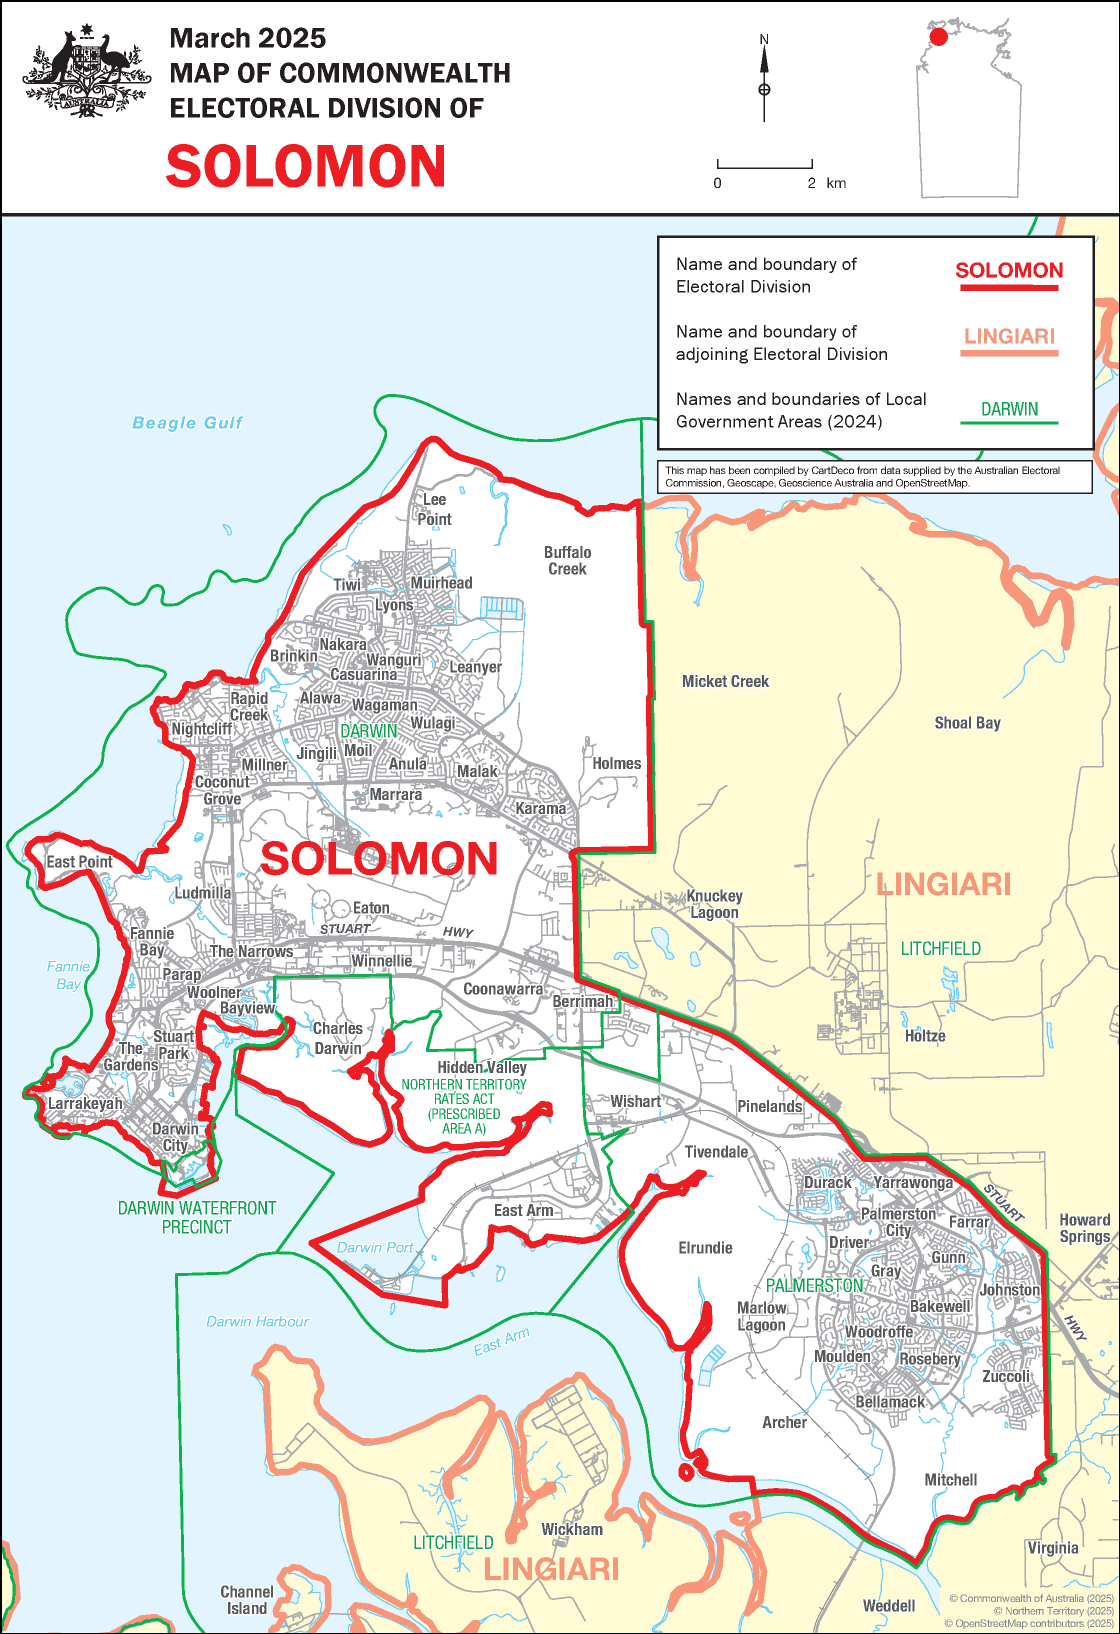 March 2025
MAP OF COMMONWEALTH
ELECTORAL DIVISION OF
SOLOMON
AUSTRALIA
N
0 2 km
Name and boundary of
Electoral Division
SOLOMON
Name and boundary of
adjoining Electoral Division
LINGIARI
Names and boundaries of Local
Government Areas (2024)
DARWIN
This map has been compiled by CartDeco from data supplied by the Australian Electoral
Commission, Geoscape, Geoscience Australia and OpenStreetMap.
Beagle Gulf
Lee
Point
Buffalo
Creek
Tiwi
Muirhead
Lyons
Nakara
Brinkin
Wanguri
Casuarina
Leanyer
Micket Creek
Rapid
Creek
Alawa
Wagaman
Nightcliff
DARWIN
Wulagi
Shoal Bay
Jingili
Moil
Millner
Anula
Malak
Holmes
Coconut
Grove
Marrara
Karama
SOLOMON
East Point
LINGIARI
Ludmilla
Knuckey
Lagoon
Eaton
STUART
HWY
Fannie
Bay
The Narrows
LITCHFIELD
Fannie
Bay
Parap
Winnellie
Woolner
Coonawarra
Bayview
Berrimah
Charles
Darwin
Stuart
Park
Holtze
The
Gardens
Hidden Valley
NORTHERN TERRITORY
RATES ACT
(PRESCRIBED
AREA A)
Larrakeyah
Wishart
Pinelands
Darwin
City
Tivendale
Durack
Yarrawonga
STUART
DARWIN WATERFRONT
PRECINCT
East Arm
Palmerston
City
Farrar
Howard
Springs
Darwin Port
Elrundie
Driver
Gunn
Gray
PALMERSTON
Johnston
Marlow
Lagoon
Bakewell
Darwin Harbour
HWY
East Arm
Woodroffe
Moulden
Rosebery
Zuccoli
Bellamack
Archer
Mitchell
Wickham
LITCHFIELD
LINGIARI
Virginia
Channel
Island
Weddell
© Commonwealth of Australia (2025)
© Northern Territory (2025)
© OpenStreetMap contributors (2025)